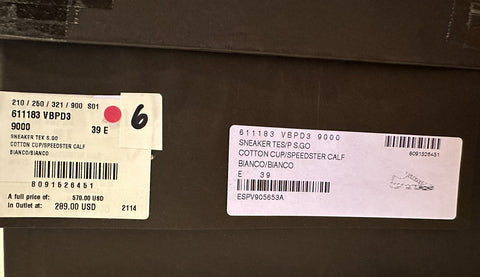 210 / 250 / 321 / 900 S01
611183 VBPD3
9000
39 E
6
SNEAKER TEX S.GO
COTTON CUP/SPEEDSTER CALF
BIANCO/BIANCO
8091526451
A full price of: 570.00 USD
In Outlet at: 289.00 USD 2114
611183 VBPD3 9000
SNEAKER TES/P S.GO
COTTON CUP/SPEEDSTER CALF
BIANCO/BIANCO
E 39
ESPV905653A
8091526451